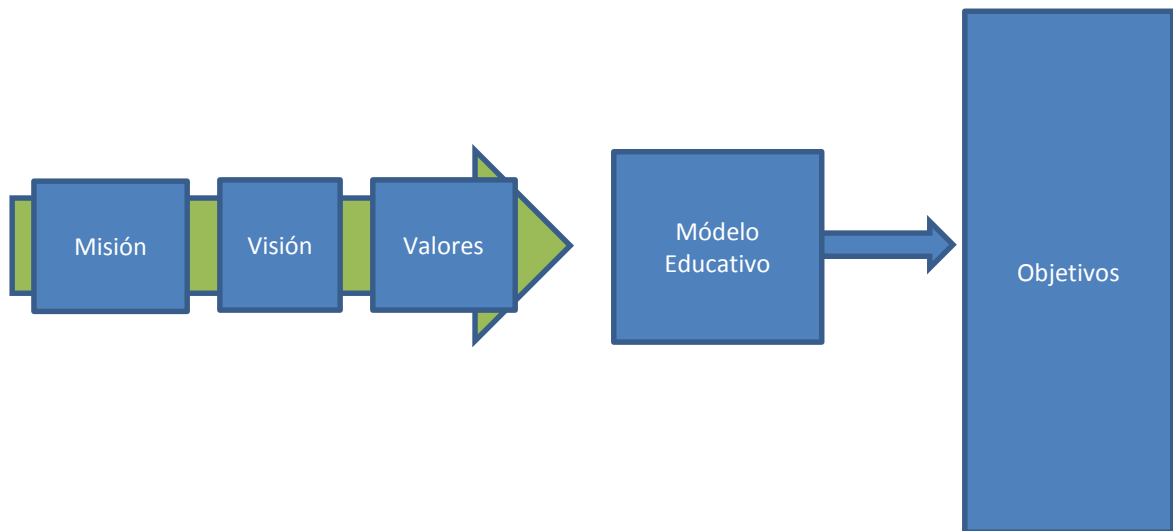 Misión
Visión
Valores
Módelo
Educativo
Objetivos